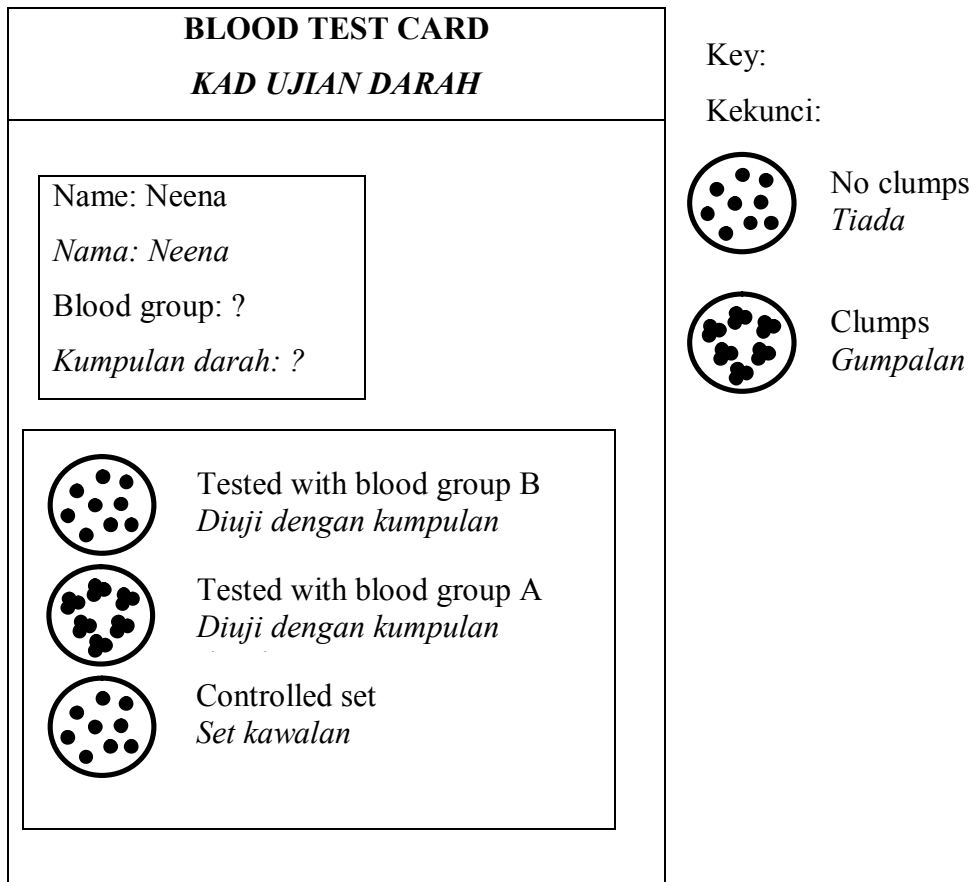 BLOOD TEST CARD
KAD UJIAN DARAH
Name: Neena
Nama: Neena
Blood group: ?
Kumpulan darah: ?
Tested with blood group B
Diuji dengan kumpulan
Tested with blood group A
Diuji dengan kumpulan
Controlled set
Set kawalan
Key:
Kekunci:
No clumps
Tiada
Clumps
Gumpalan